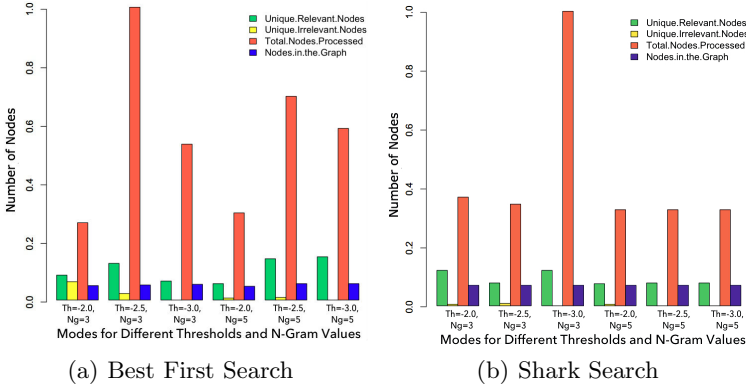 Number of Nodes
1.0
0.8
0.6
0.4
0.2
0.0
Unique.Relevant.Nodes
Unique.Irrelevant.Nodes
Total.Nodes.Processed
Nodes.in.the.Graph
Th=-2.0, Th=-2.5, Th=-3.0, Th=-2.0, Th=-2.5, Th=-3.0,
Ng=3 Ng=3 Ng=3 Ng=5 Ng=5 Ng=5
Modes for Different Thresholds and N-Gram Values
(a) Best First Search
Number of Nodes
1.0
0.8
0.6
0.4
0.2
0.0
Unique.Relevant.Nodes
Unique.Irrelevant.Nodes
Total.Nodes.Processed
Nodes.in.the.Graph
Th=-2.0, Th=-2.5, Th=-3.0, Th=-2.0, Th=-2.5, Th=-3.0,
Ng=3 Ng=3 Ng=3 Ng=5 Ng=5 Ng=5
Modes for Different Thresholds and N-Gram Values
(b) Shark Search